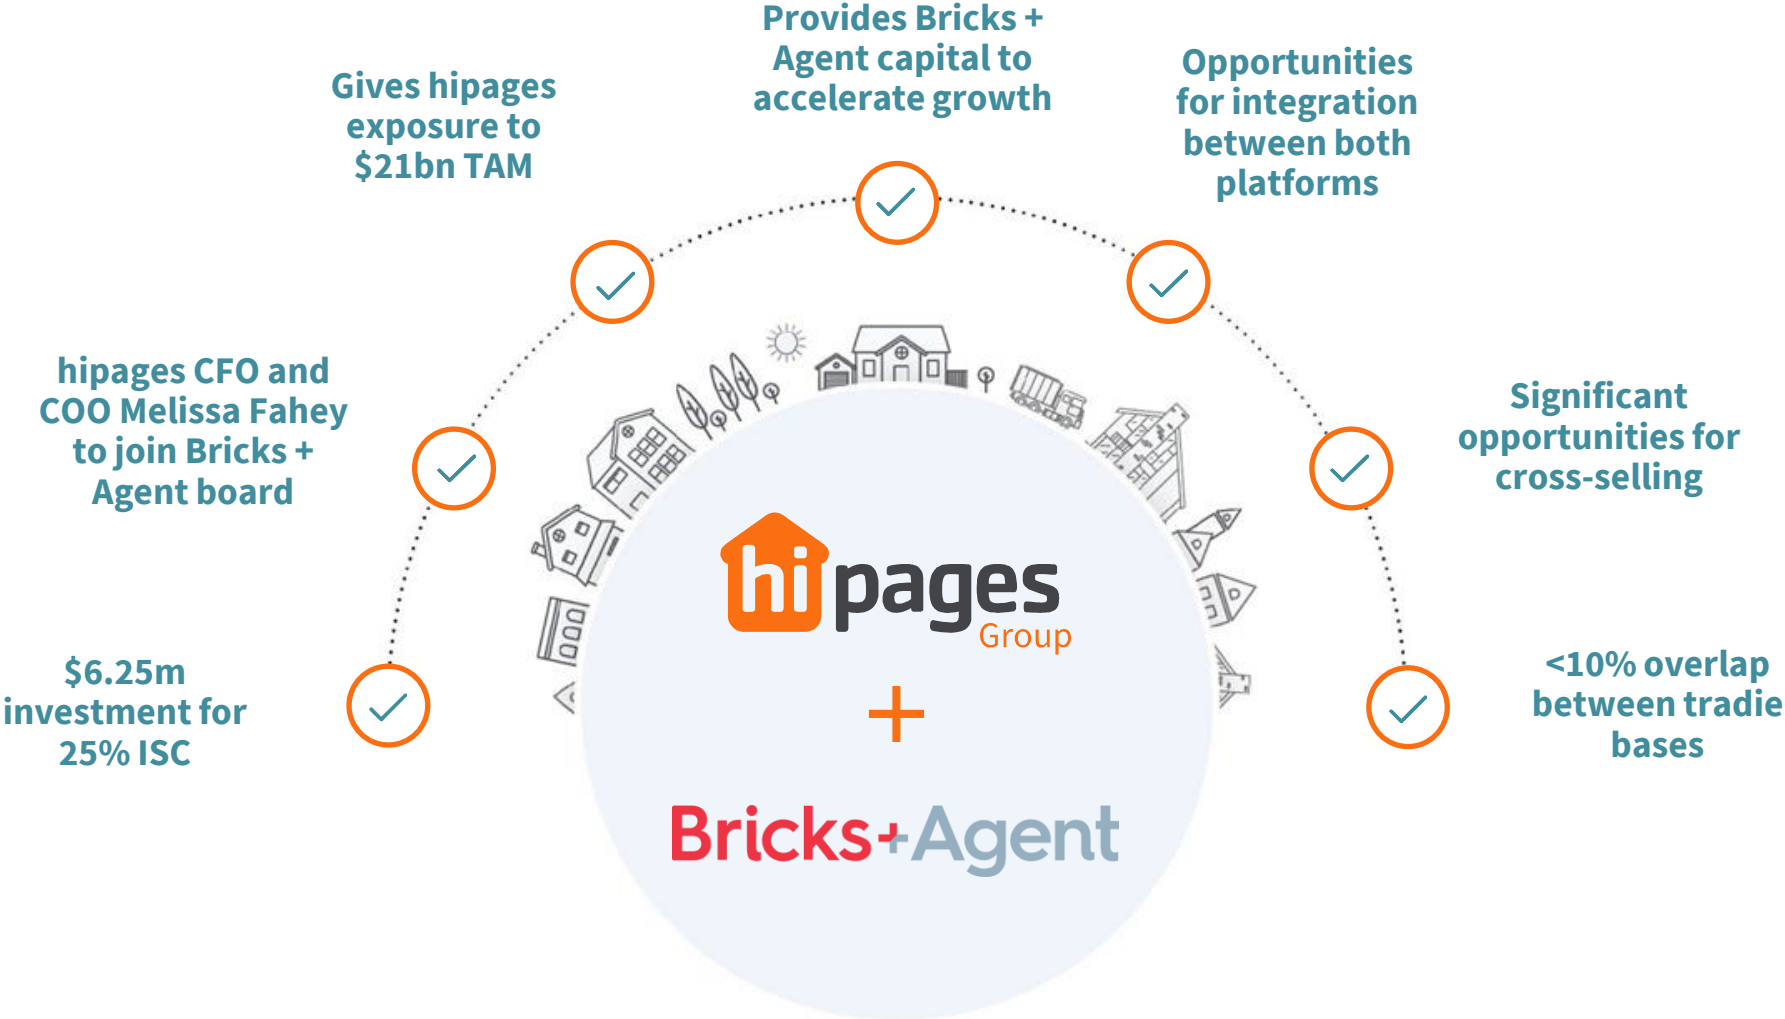 Provides Bricks +
Agent capital to
accelerate growth
Gives hipages
exposure to
$21bn TAM
Opportunities
for integration
between both
platforms
hipages CFO and
COO Melissa Fahey
to join Bricks +
Agent board
Significant
opportunities for
cross-selling
$6.25m
investment for
25% ISC
<10% overlap
between tradie
bases
hipages
Group
+
Bricks+Agent